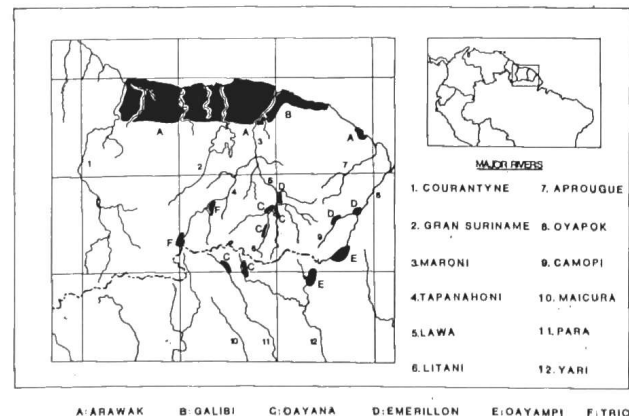 MAJOR RIVERS
1. COURANTYNE
2. GRAN SURINAME
3. MARONI
4. TAPANAHONI
5. LAWA
6. LITANI
7. APROUGUE
8. OYAPOK
9. CAMOPI
10. MAICURA
11. PARA
12. YARI
A A B A
1 2 3 7
4 5 8
F C D D
C C 9
F 6 E
C C E
10 11 12
A:ARAWAK B:GALIBI C:OAYANA D:EMERILLON E:OAYAMPI F:TRIO